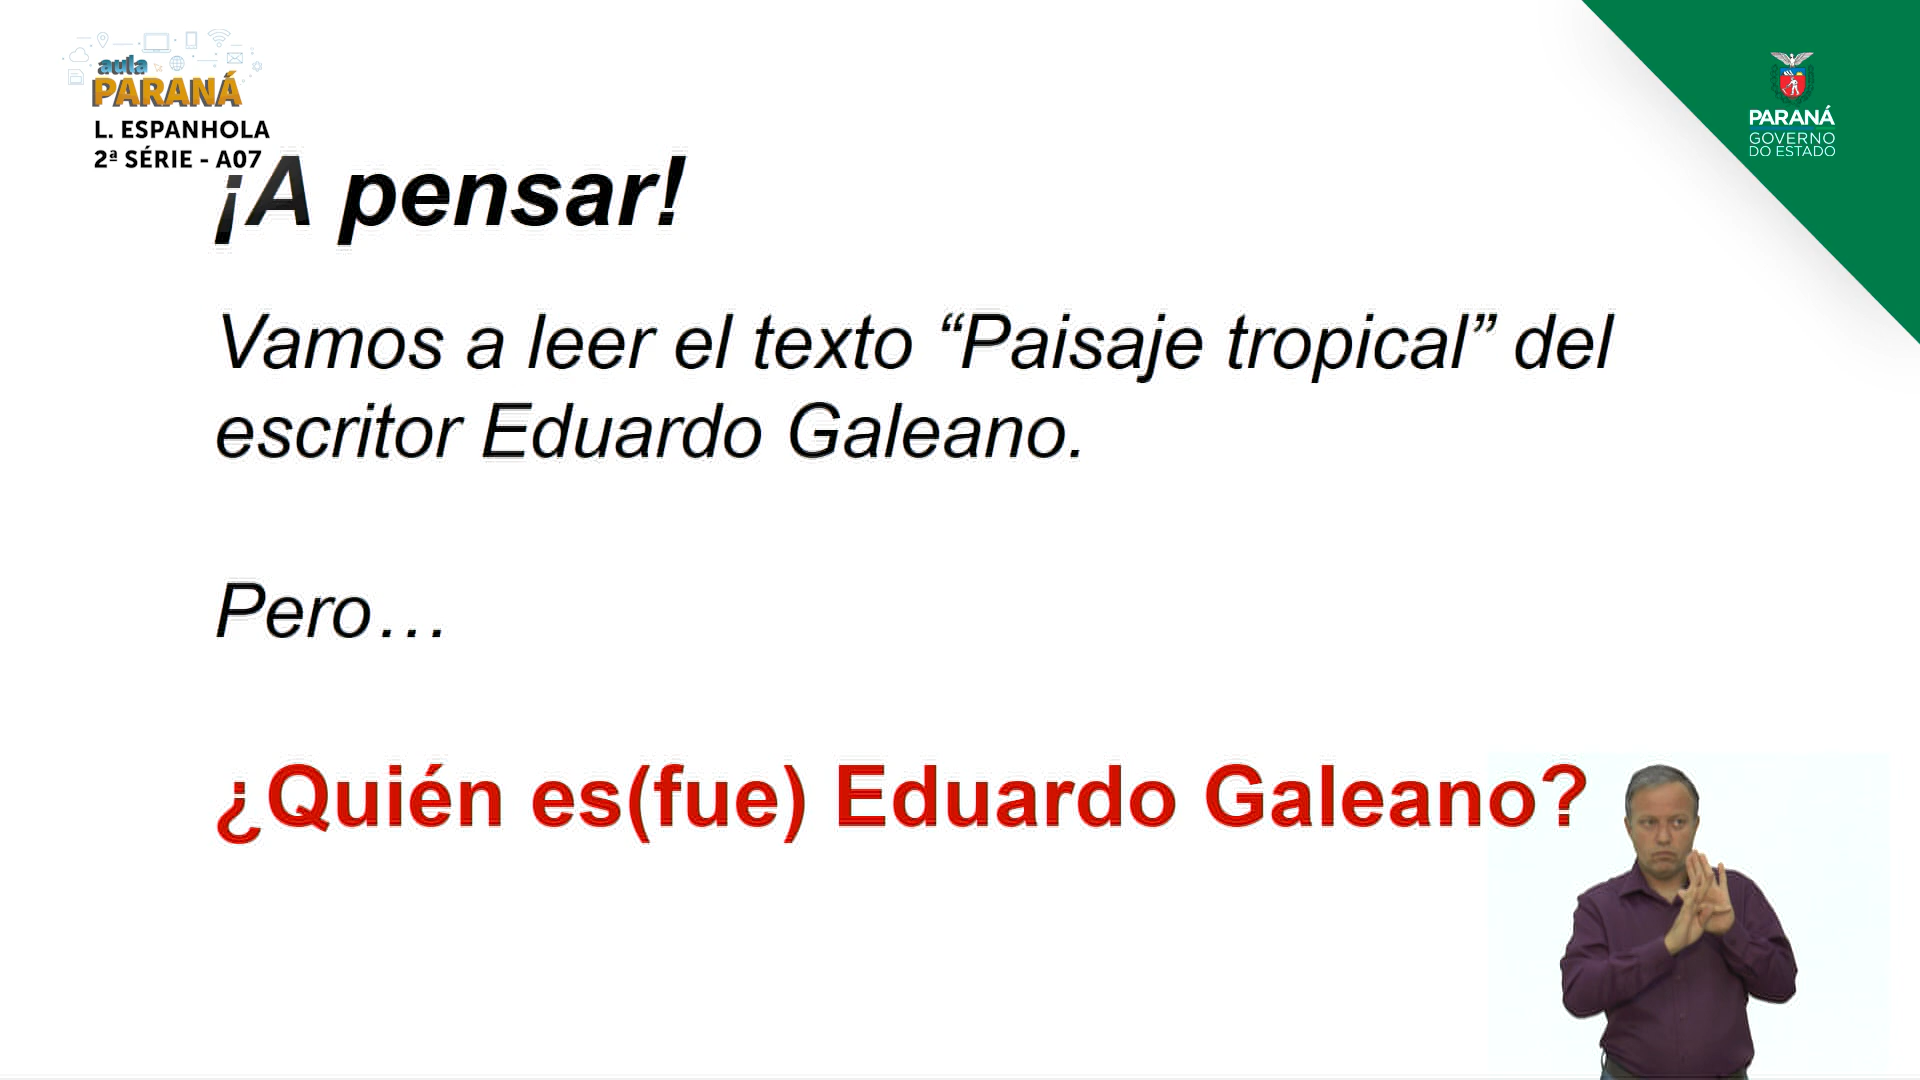 aula
PARANÁ
L. ESPANHOLA
2ª SÉRIE - A07
PARANÁ
GOVERNO
DO ESTADO
¡A pensar!
Vamos a leer el texto “Paisaje tropical” del
escritor Eduardo Galeano.
Pero…
¿Quién es(fue) Eduardo Galeano?